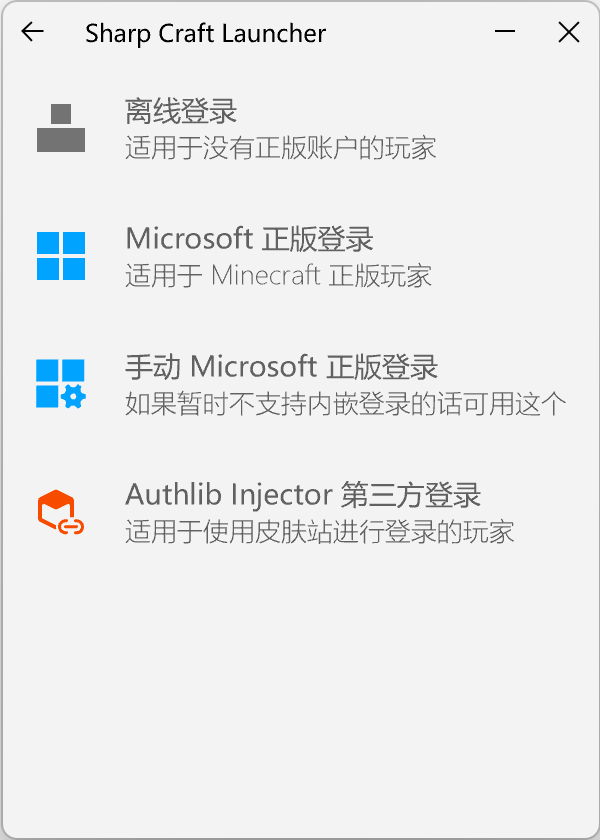 Sharp Craft Launcher
离线登录
适用于没有正版账户的玩家
Microsoft 正版登录
适用于 Minecraft 正版玩家
手动 Microsoft 正版登录
如果暂时不支持内嵌登录的话可用这个
Authlib Injector 第三方登录
适用于使用皮肤站进行登录的玩家